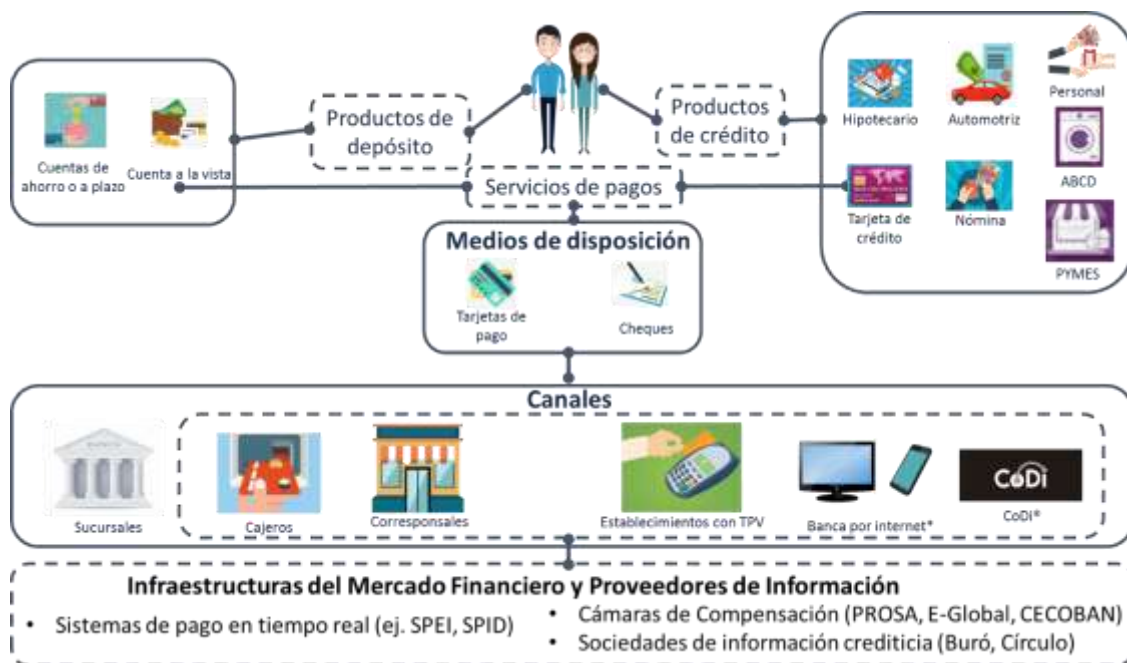 Productos de
depósito
Productos
de crédito
Cuentas de
ahorro o a plazo
Cuenta a la vista
Hipotecario
Automotriz
Personal
ABCD
Tarjeta de
crédito
Nómina
PYMES
Servicios de pagos
Medios de disposición
Tarjetas de
pago
Cheques
Canales
Sucursales
Cajeros
Corresponsales
Establecimientos con TPV
Banca por internet*
CoDi
CoDi®
Infraestructuras del Mercado Financiero y Proveedores de Información
• Sistemas de pago en tiempo real (ej. SPEI, SPID)
• Cámaras de Compensación (PROSA, E-Global, CECOBAN)
• Sociedades de información crediticia (Buró, Círculo)